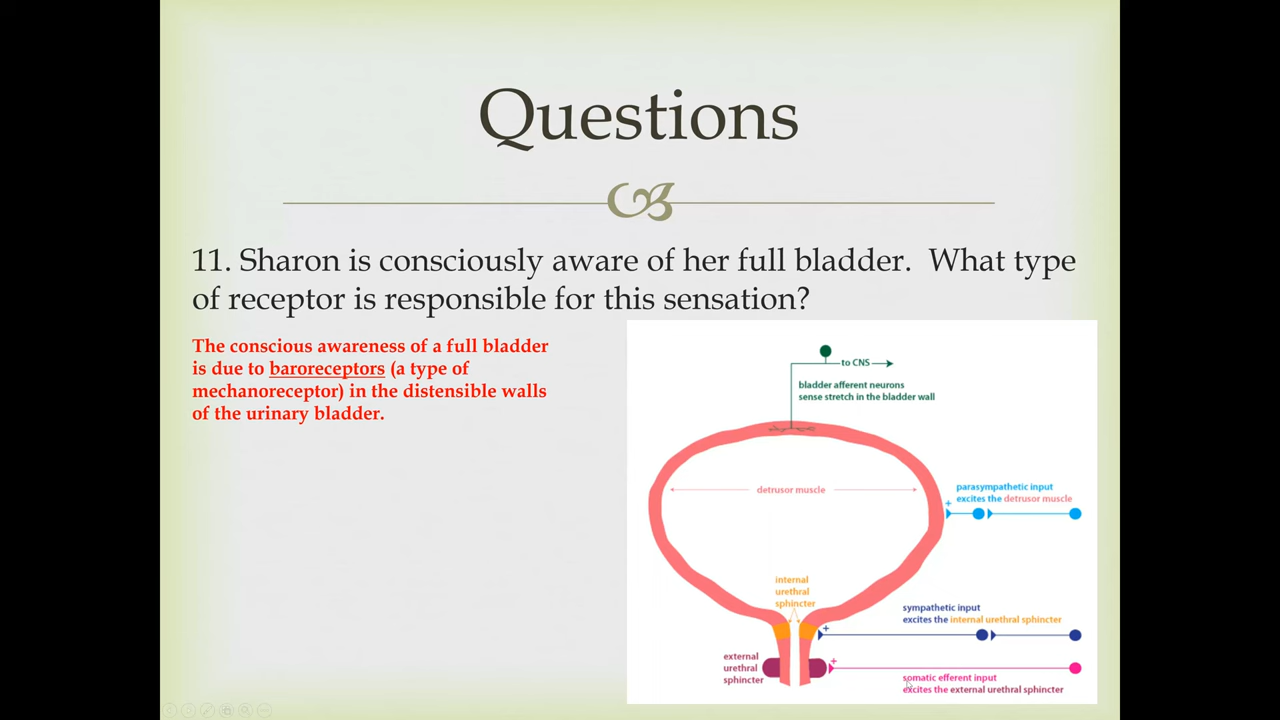 Questions
11. Sharon is consciously aware of her full bladder.  What type
of receptor is responsible for this sensation?
The conscious awareness of a full bladder
is due to baroreceptors (a type of
mechanoreceptor) in the distensible walls
of the urinary bladder.
to CNS
bladder afferent neurons
sense stretch in the bladder wall
detrusor muscle
parasympathetic input
excites the detrusor muscle
+
internal
urethral
sphincter
sympathetic input
excites the internal urethral sphincter
+
external
urethral
sphincter
+
somatic efferent input
excites the external urethral sphincter